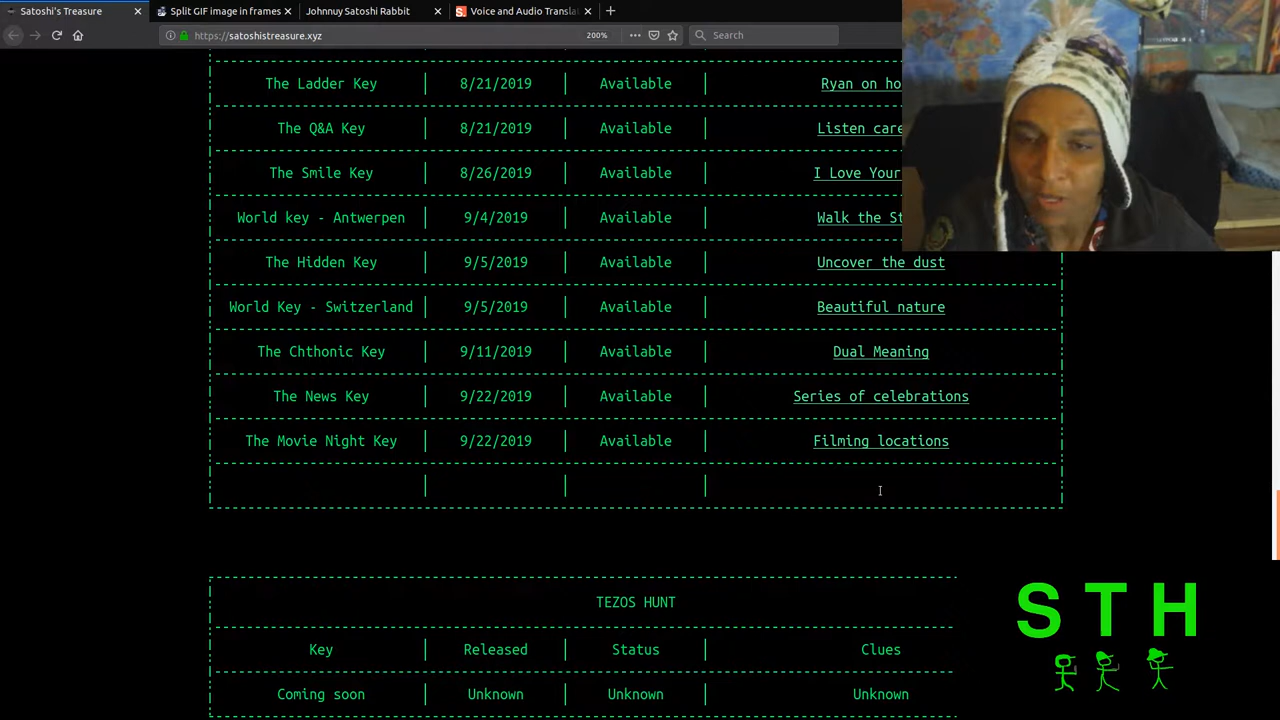 Satoshi's Treasure
Split GIF image in frames
Johnnuy Satoshi Rabbit
Voice and Audio Transla
https://satoshistreasure.xyz
200%
Search
The Ladder Key 8/21/2019 Available Ryan on ho
The Q&A Key 8/21/2019 Available Listen care
The Smile Key 8/26/2019 Available I Love Your
World key - Antwerpen 9/4/2019 Available Walk the St
The Hidden Key 9/5/2019 Available Uncover the dust
World Key - Switzerland 9/5/2019 Available Beautiful nature
The Chthonic Key 9/11/2019 Available Dual Meaning
The News Key 9/22/2019 Available Series of celebrations
The Movie Night Key 9/22/2019 Available Filming locations
TEZOS HUNT
Key Released Status Clues
Coming soon Unknown Unknown Unknown
S T H